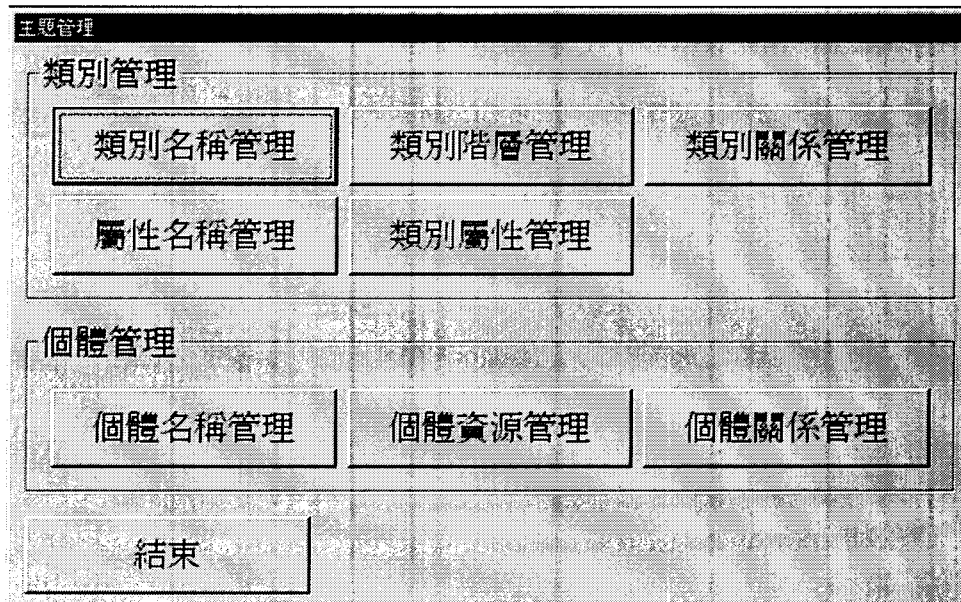 主題管理
類別管理
類別名稱管理 類別階層管理 類別關係管理
屬性名稱管理 類別屬性管理
個體管理
個體名稱管理 個體資源管理 個體關係管理
結束